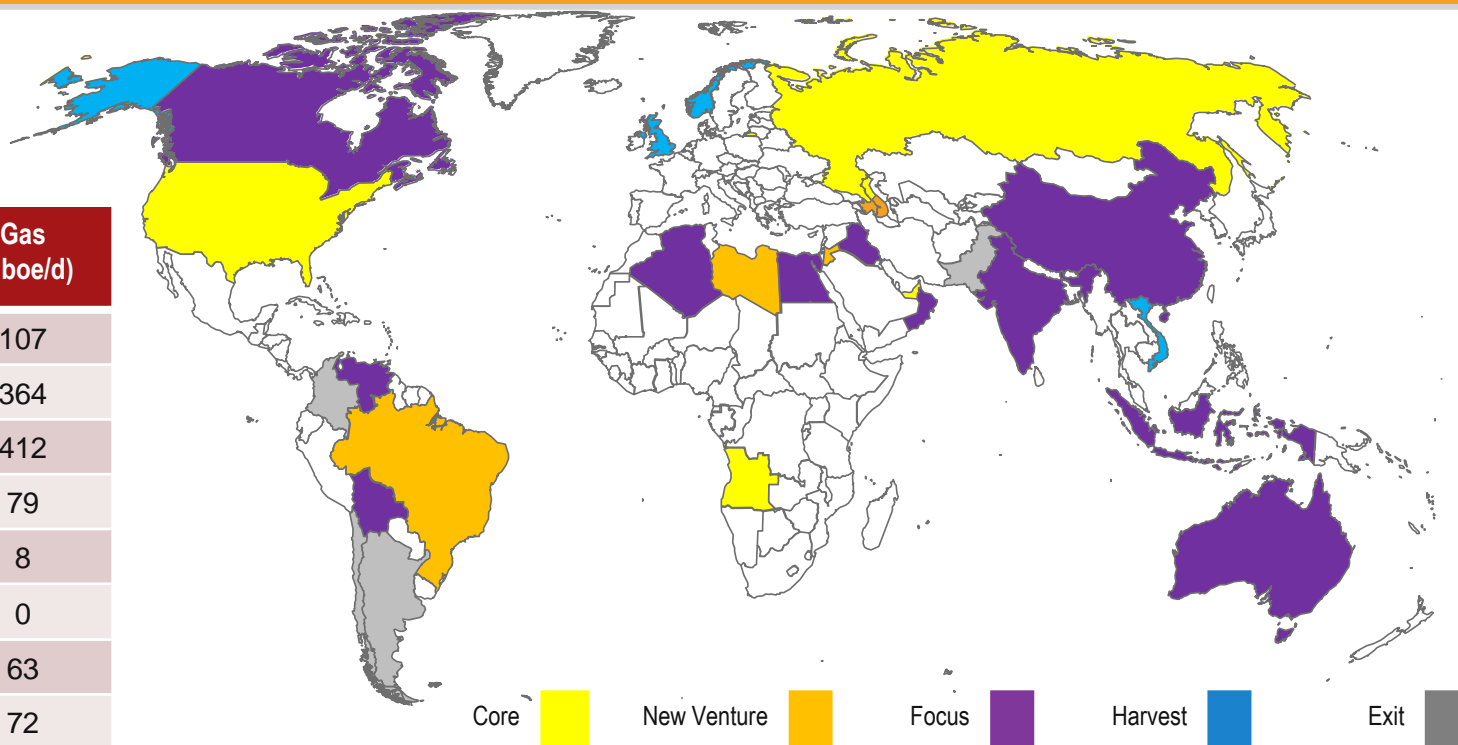 Gas
boe/d)
107
364
412
79
8
0
63
72
Core
New Venture
Focus
Harvest
Exit